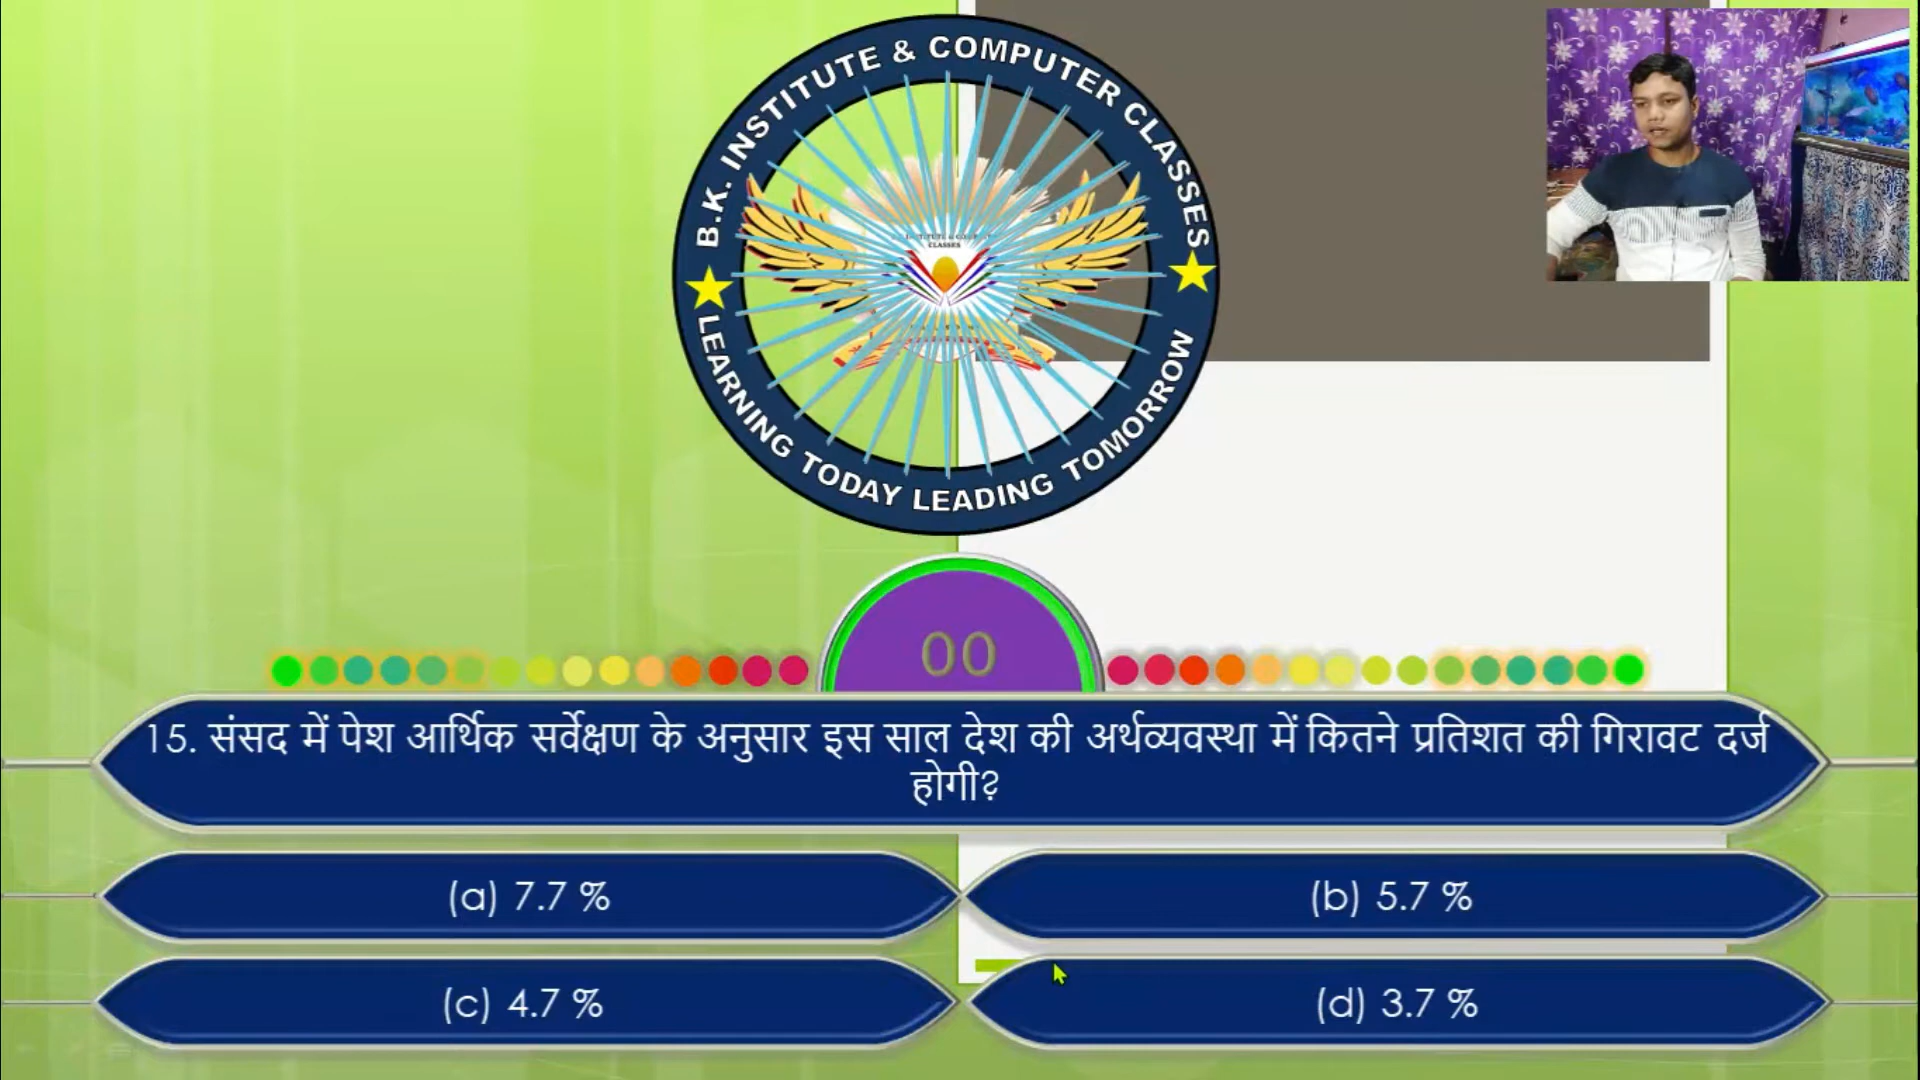 B.K. INSTITUTE & COMPUTER CLASSES
CLASSES
LEARNING TODAY LEADING TOMORROW
00
15. संसद में पेश आर्थिक सर्वेक्षण के अनुसार इस साल देश की अर्थव्यवस्था में कितने प्रतिशत की गिरावट दर्ज
होगी?
(a) 7.7 %
(b) 5.7 %
(c) 4.7 %
(d) 3.7 %